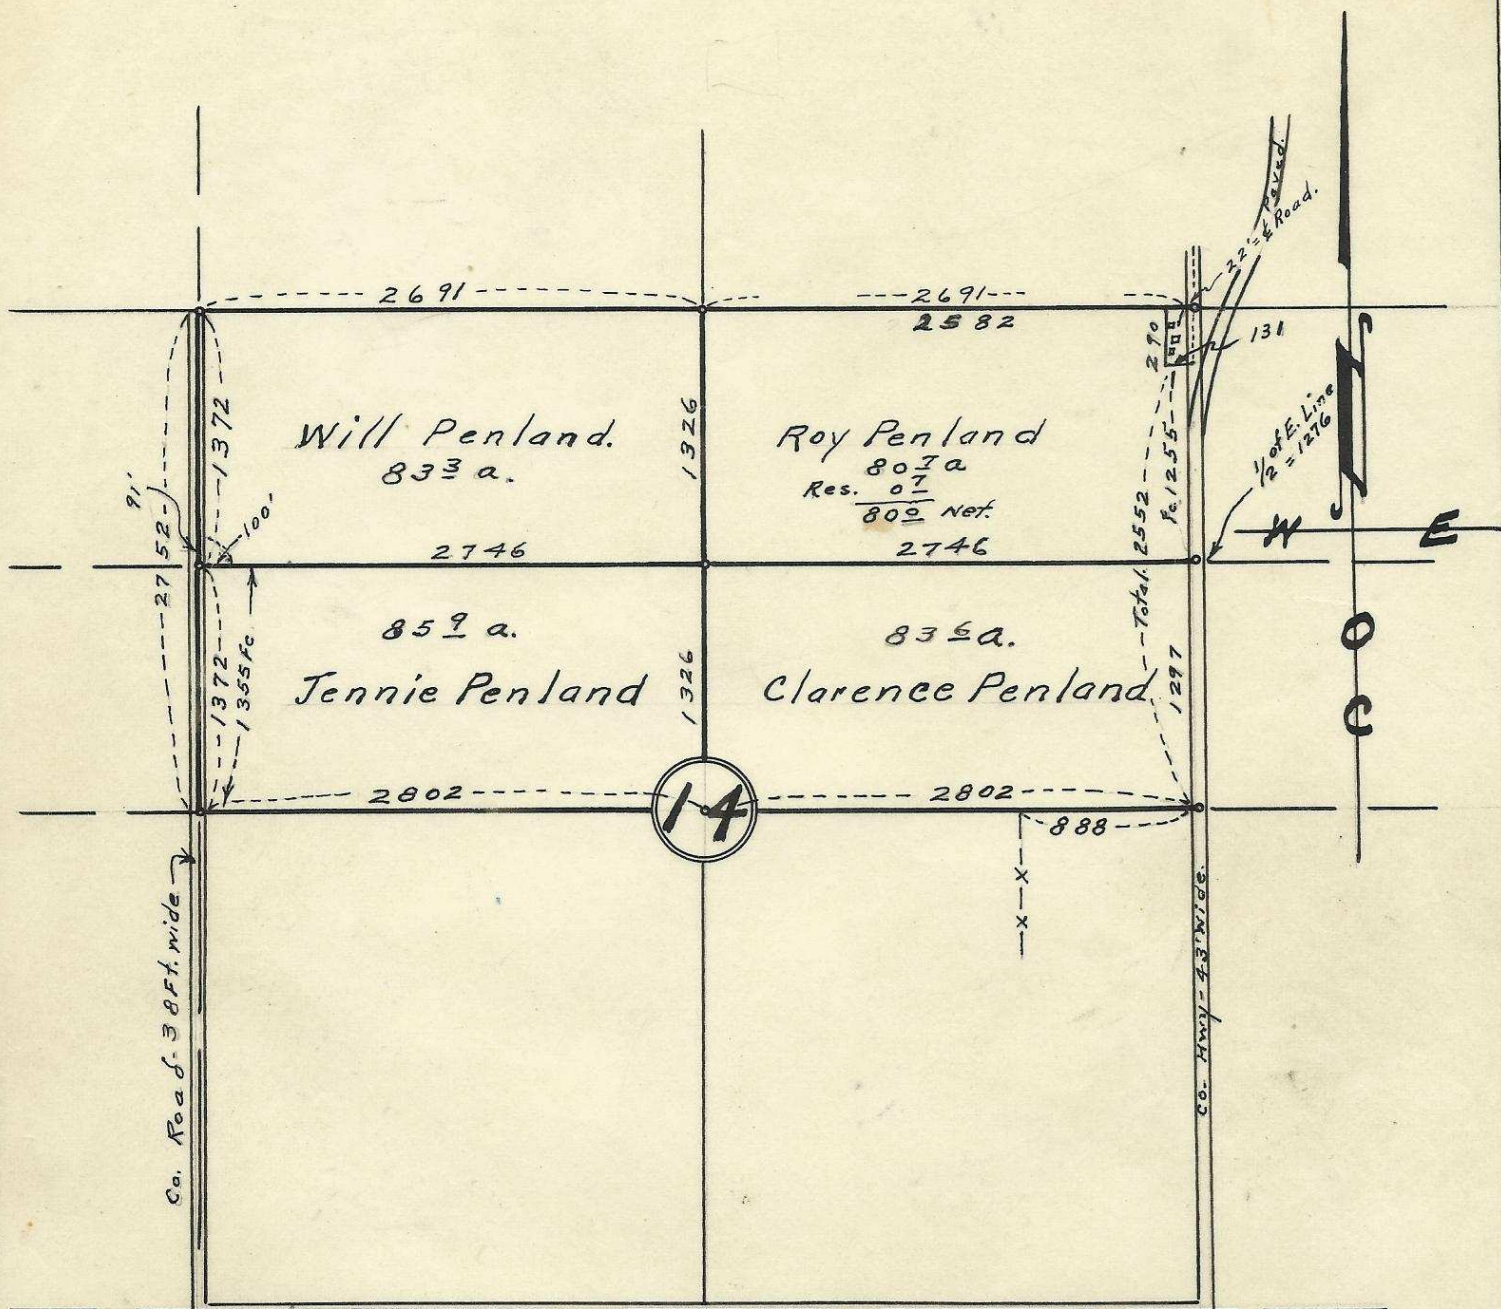 Paved.
22' = ⅊ Road.
2691
2691
2582
290
131
1372
Will Penland.
83 3 a.
1326
Roy Penland
80 7 a
Res. 0 7
80 0 Net.
Fc. 1255
Total. 2552
½ of E. Line
= 1276
N
W E
91'
100'
2752
2746
2746
85 9 a.
Jennie Penland
1372
1355 Fc.
1326
83 6 a.
Clarence Penland
1297
O
C
2802
14
2802
888
x
x
Co. Road - 38 Ft. wide
Co. Hwy - 43' wide.